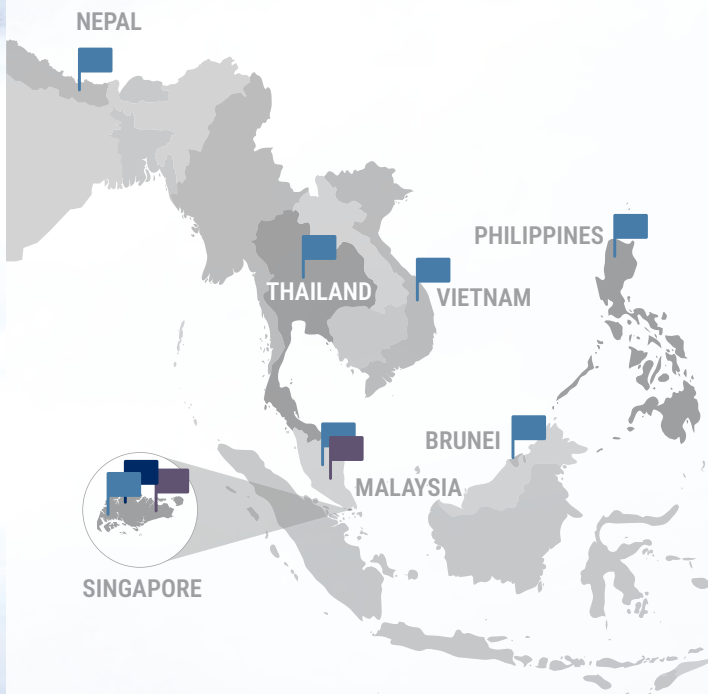 NEPAL
PHILIPPINES
THAILAND
VIETNAM
BRUNEI
MALAYSIA
SINGAPORE